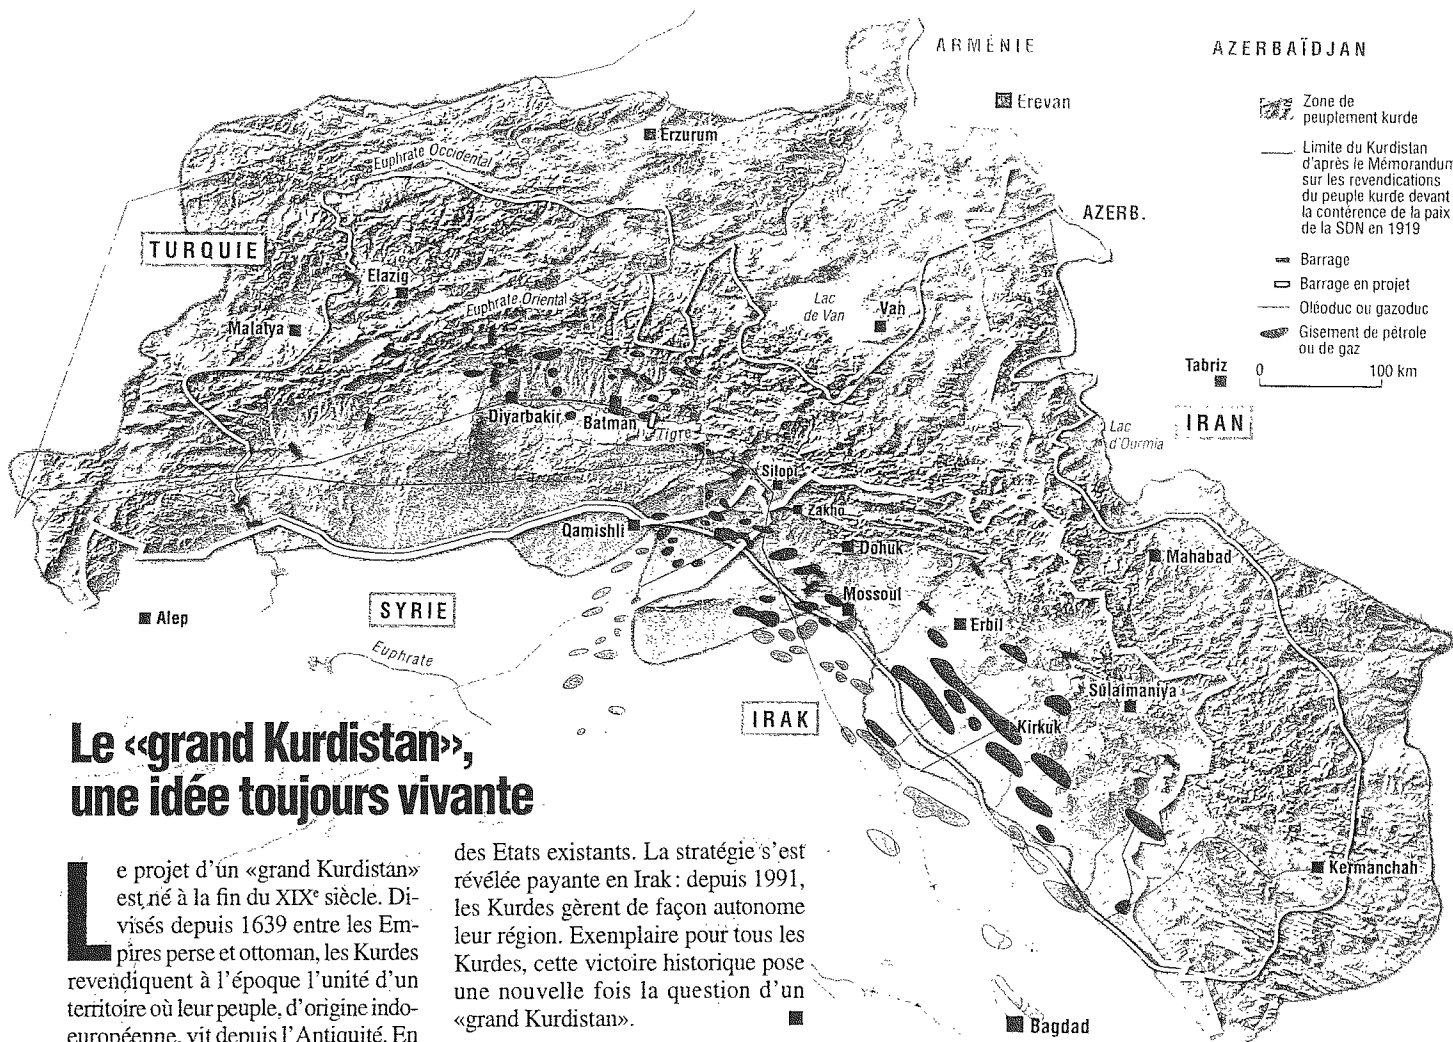 ARMÉNIE
AZERBAÏDJAN
Erevan
Zone de
peuplement kurde
Limite du Kurdistan
d'après le Mémorandun
sur les revendications
du peuple kurde devant
la conférence de la paix
de la SDN en 1919
Barrage
Barrage en projet
Oléoduc ou gazoduc
Gisement de pétrole
ou de gaz
0 100 km
Erzurum
Euphrate Occidental
AZERB.
TURQUIE
Elazig
Euphrate Oriental
Malatya
Lac
de Van
Van
Tabriz
IRAN
Lac
d'Ourmia
Diyarbakir
Batman
Tigre
Silopi
Zakho
Qamishli
Dohuk
Mahabad
Mossoul
Alep
SYRIE
Erbil
Euphrate
Sulaimaniya
IRAK
Kirkuk
Kermanchah
Bagdad
Le «grand Kurdistan»,
une idée toujours vivante
Le projet d'un «grand Kurdistan»
est né à la fin du XIXe siècle. Di-
visés depuis 1639 entre les Em-
pires perse et ottoman, les Kurdes
revendiquent à l'époque l'unité d'un
territoire où leur peuple, d'origine indo-
européenne, vit depuis l'Antiquité. En
des Etats existants. La stratégie s'est
révélée payante en Irak : depuis 1991,
les Kurdes gèrent de façon autonome
leur région. Exemplaire pour tous les
Kurdes, cette victoire historique pose
une nouvelle fois la question d'un
«grand Kurdistan».